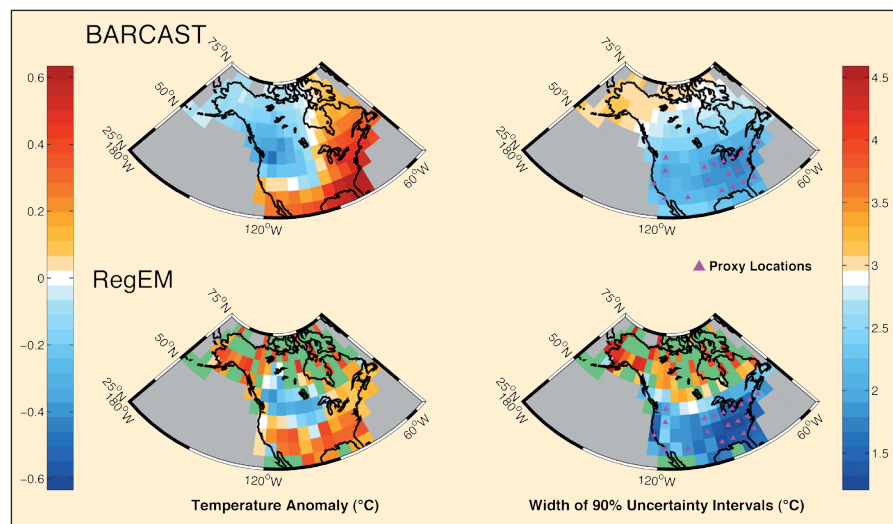 BARCAST
75°N
50°N
25°N
180°W
120°W
60°W
75°N
50°N
25°N
180°W
120°W
60°W
0.6
0.4
0.2
0
−0.2
−0.4
−0.6
4.5
4
3.5
3
2.5
2
1.5
▲ Proxy Locations
RegEM
75°N
50°N
25°N
180°W
120°W
60°W
75°N
50°N
25°N
180°W
120°W
60°W
Temperature Anomaly (°C)
Width of 90% Uncertainty Intervals (°C)